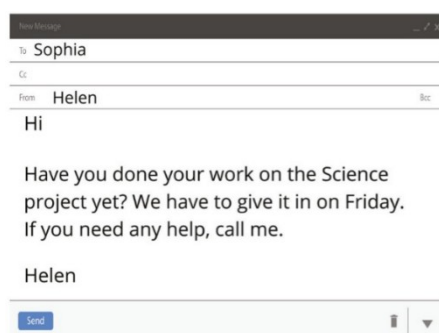 New Message
To Sophia
Cc
From Helen Bcc
Hi
Have you done your work on the Science
project yet? We have to give it in on Friday.
If you need any help, call me.
Helen
Send